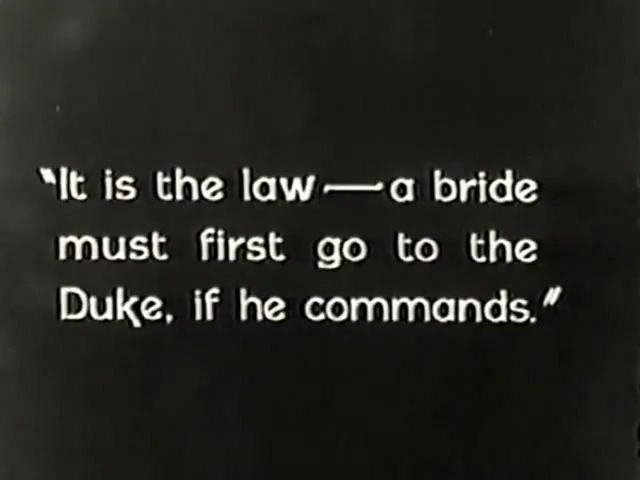 "It is the law—a bride
must first go to the
Duke, if he commands."